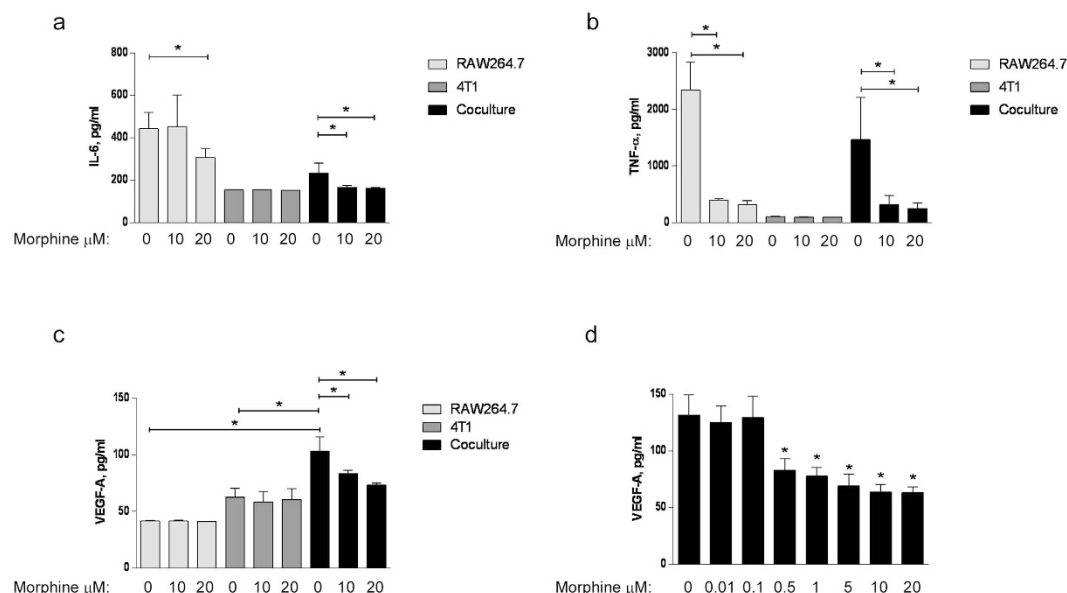 a
*
*
*
800
600
400
200
0
IL-6, pg/ml
RAW264.7
4T1
Coculture
Morphine μM: 0 10 20 0 10 20 0 10 20
b
*
*
*
*
3000
2000
1000
0
TNF-α, pg/ml
RAW264.7
4T1
Coculture
Morphine μM: 0 10 20 0 10 20 0 10 20
c
*
*
*
*
150
100
50
0
VEGF-A, pg/ml
RAW264.7
4T1
Coculture
Morphine μM: 0 10 20 0 10 20 0 10 20
d
150
100
50
0
VEGF-A, pg/ml
* * * * *
Morphine μM: 0 0.01 0.1 0.5 1 5 10 20